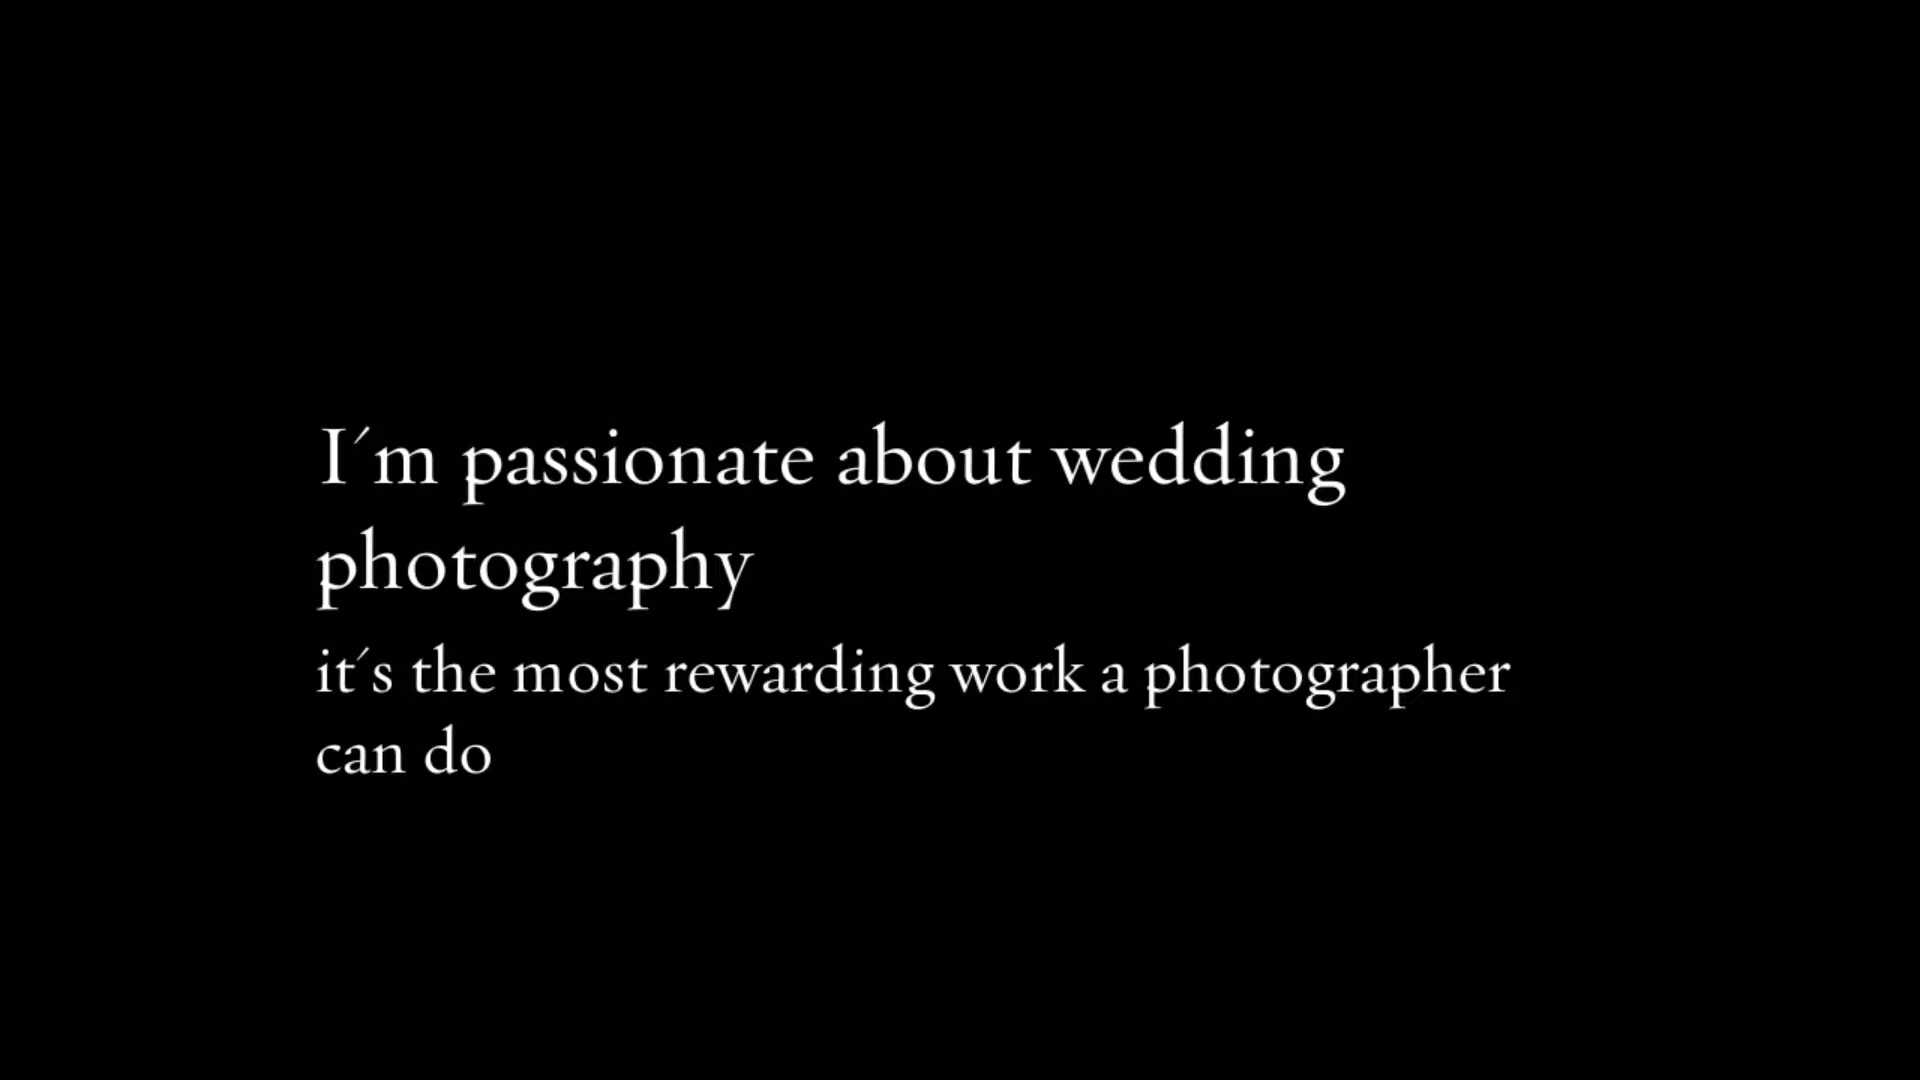 I´m passionate about wedding
photography
it´s the most rewarding work a photographer
can do